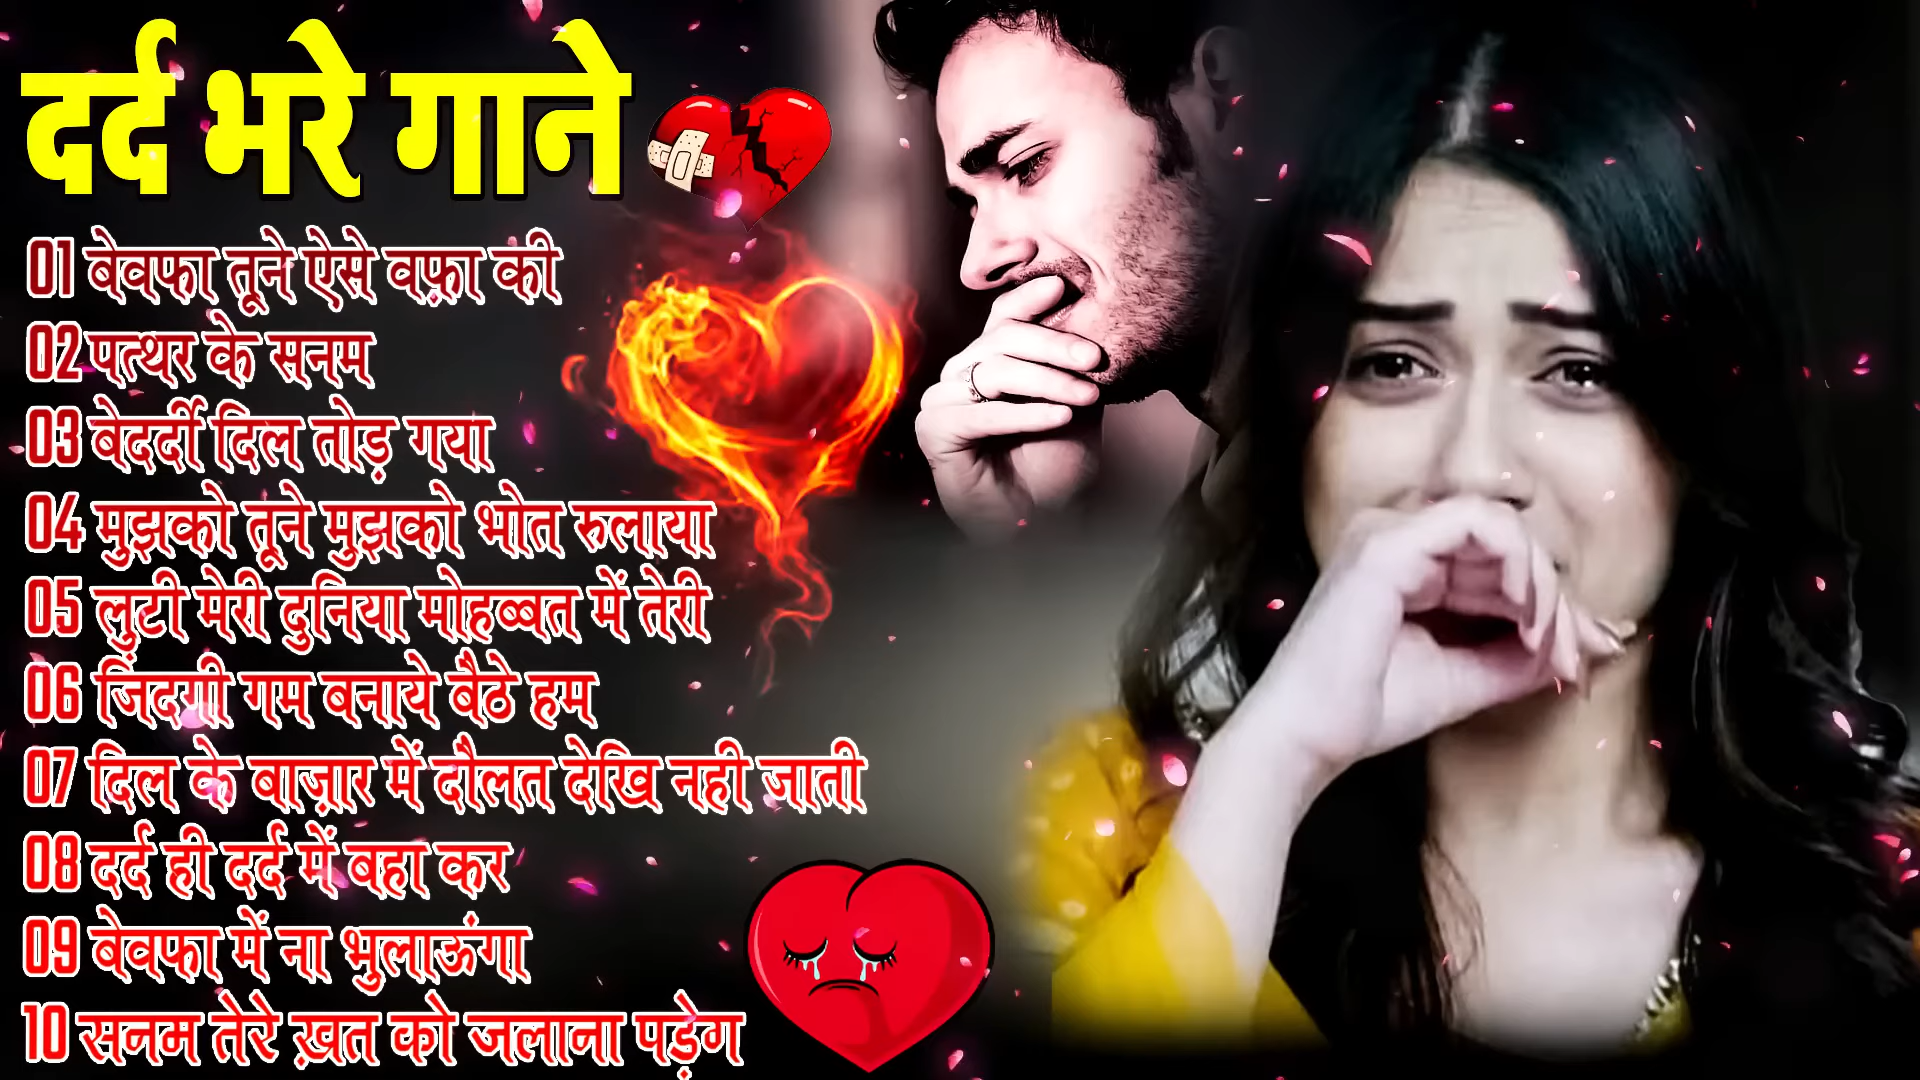 दर्द भरे गाने
01 बेवफा तूने ऐसे वफ़ा की
02 पत्थर के सनम
03 बेदर्दी दिल तोड़ गया
04 मुझको तूने मुझको भोत रुलाया
05 लुटी मेरी दुनिया मोहब्बत में तेरी
06 जिंदगी गम बनाये बैठे हम
07 दिल के बाज़ार में दौलत देखि नही जाती
08 दर्द ही दर्द में बहा कर
09 बेवफा में ना भुलाऊंगा
10 सनम तेरे ख़त को जलाना पड़ेग